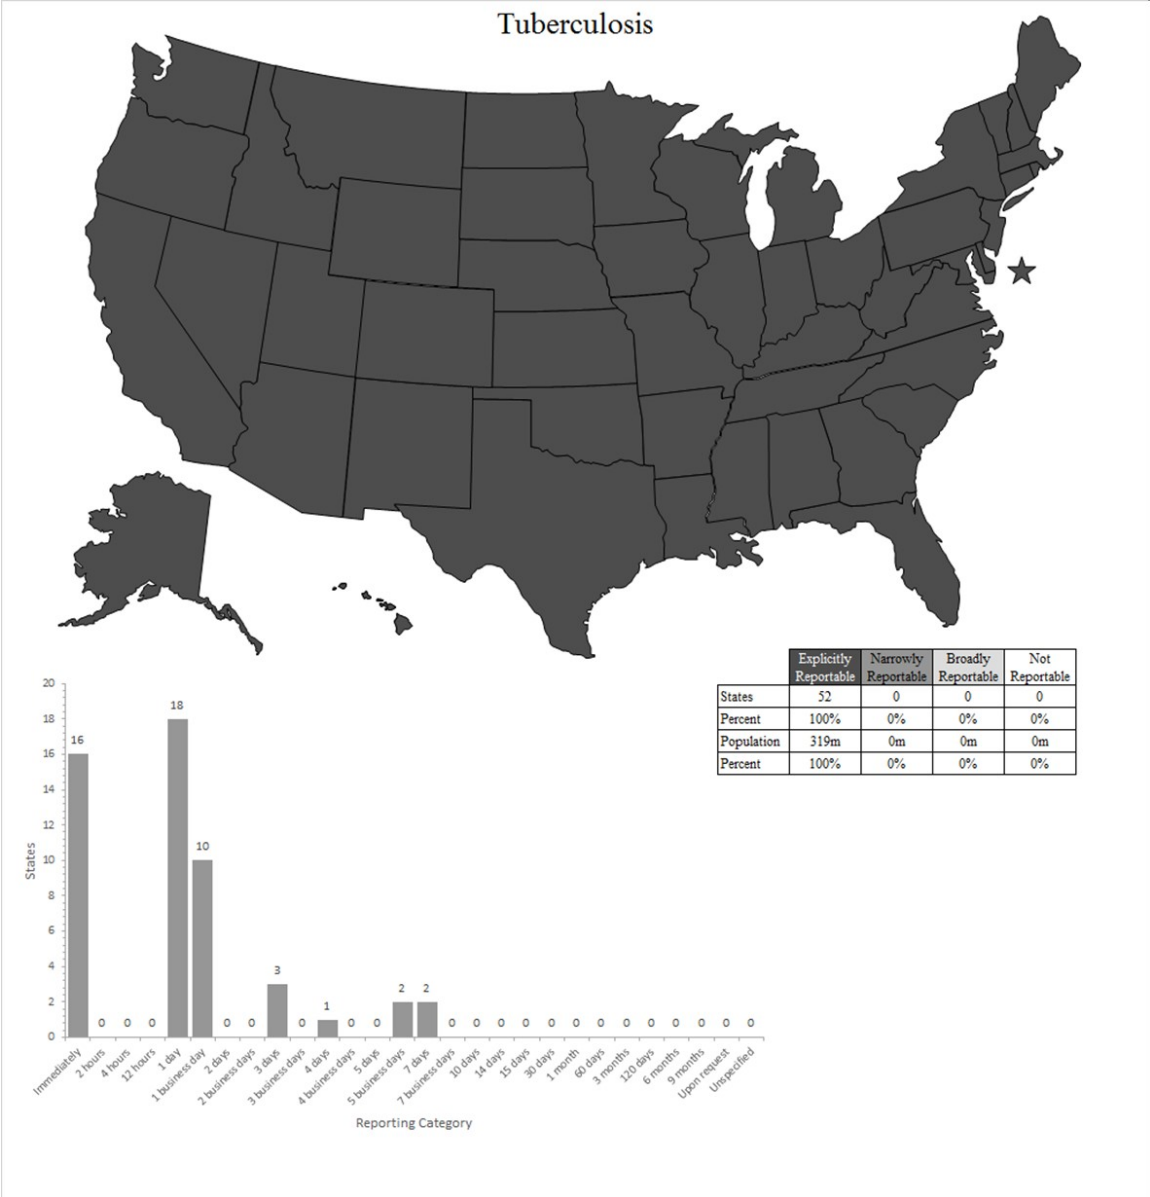 Tuberculosis
Explicitly Reportable Narrowly Reportable Broadly Reportable Not Reportable
States 52 0 0 0
Percent 100% 0% 0% 0%
Population 319m 0m 0m 0m
Percent 100% 0% 0% 0%
20
18
16
14
12
10
8
6
4
2
0
States
16 0 0 0 18 10 0 0 3 0 1 0 0 2 2 0 0 0 0 0 0 0 0 0 0 0 0 0
Immediately
2 hours
4 hours
12 hours
1 day
1 business day
2 days
2 business days
3 days
3 business days
4 days
4 business days
5 days
5 business days
7 days
7 business days
10 days
14 days
15 days
30 days
1 month
60 days
3 months
120 days
6 months
9 months
Upon request
Unspecified
Reporting Category